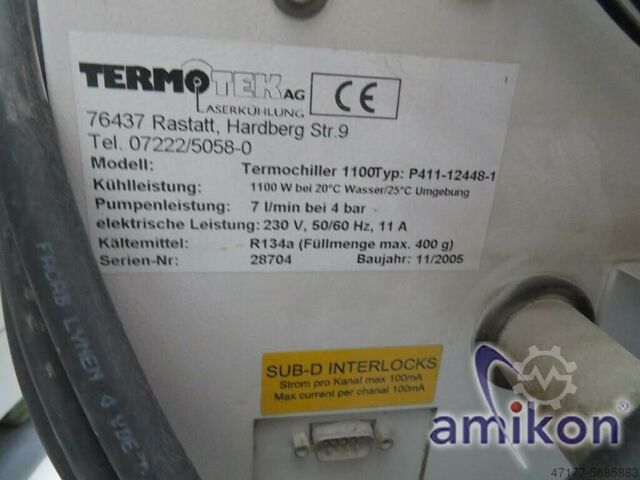 TERMOTEK AG
LASERKÜHLUNG
CE
76437 Rastatt, Hardberg Str.9
Tel. 07222/5058-0
Modell: Termochiller 1100Typ: P411-12448-1
Kühlleistung: 1100 W bei 20°C Wasser/25°C Umgebung
Pumpenleistung: 7 l/min bei 4 bar
elektrische Leistung: 230 V, 50/60 Hz, 11 A
Kältemittel: R134a (Füllmenge max. 400 g)
Serien-Nr: 28704 Baujahr: 11/2005
SUB-D INTERLOCKS
Strom pro Kanal max 100mA
Max current per chanal 100mA
amikon
47177-5685883